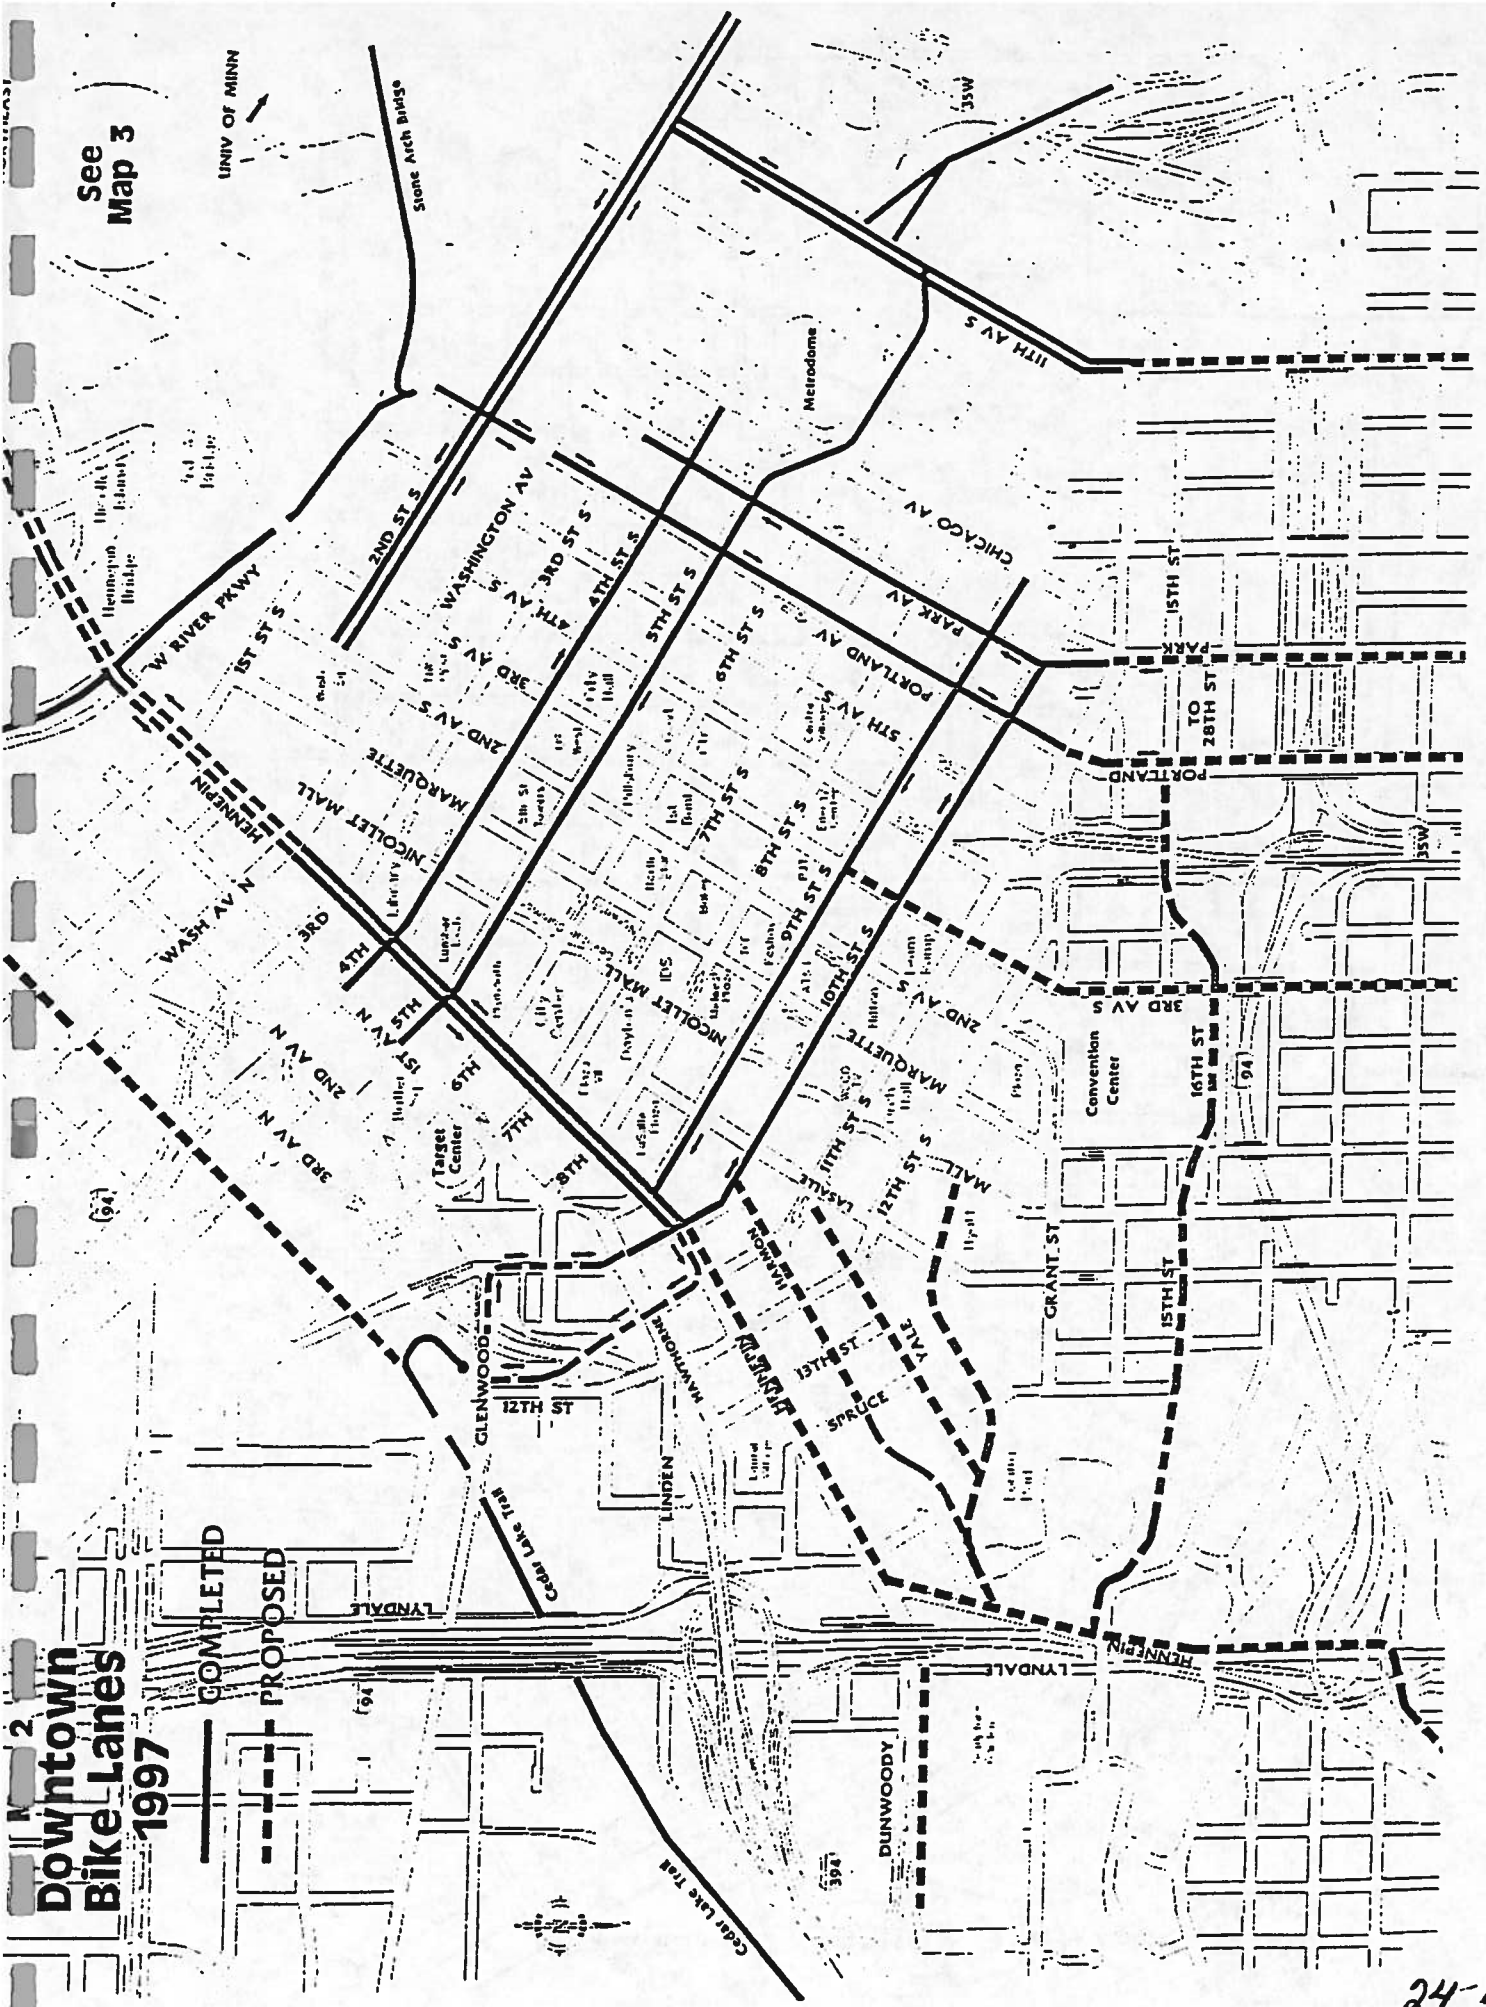 Downtown
Bike Lanes
1997
COMPLETED
PROPOSED
See
Map 3
UNIV OF MINN
Stone Arch Bridge
Hennepin
Bridge
W RIVER PKWY
1ST ST S
2ND ST S
WASHINGTON AV
3RD ST S
4TH ST S
5TH ST S
6TH ST S
7TH ST S
8TH ST S
9TH ST S
10TH ST S
11TH ST S
12TH ST S
HENNEPIN
NICOLLET MALL
MARQUETTE
2ND AV S
3RD AV S
4TH AV S
5TH AV S
PORTLAND AV
PARK AV
CHICAGO AV
11TH AV S
Metrodome
35W
City
Hall
Library
WASH AV N
3RD
4TH
5TH
6TH
7TH
8TH
1ST AV N
2ND AV N
3RD AV N
Target
Center
City
Center
IDS
NICOLLET MALL
Hilton
2ND AV S
MARQUETTE
LASALLE
MALL
HARMON
HENNEPIN
HAWTHORNE
13TH ST
SPRUCE
YALE
GRANT ST
15TH ST
16TH ST
Convention
Center
3RD AV S
94
35W
PORTLAND
TO
28TH ST
PARK
15TH ST
94
GLENWOOD
12TH ST
LINDEN
Cedar Lake Trail
LYNDALE
94
LYNDALE
HENNEPIN
DUNWOODY
394
Cedar Lake Trail
N